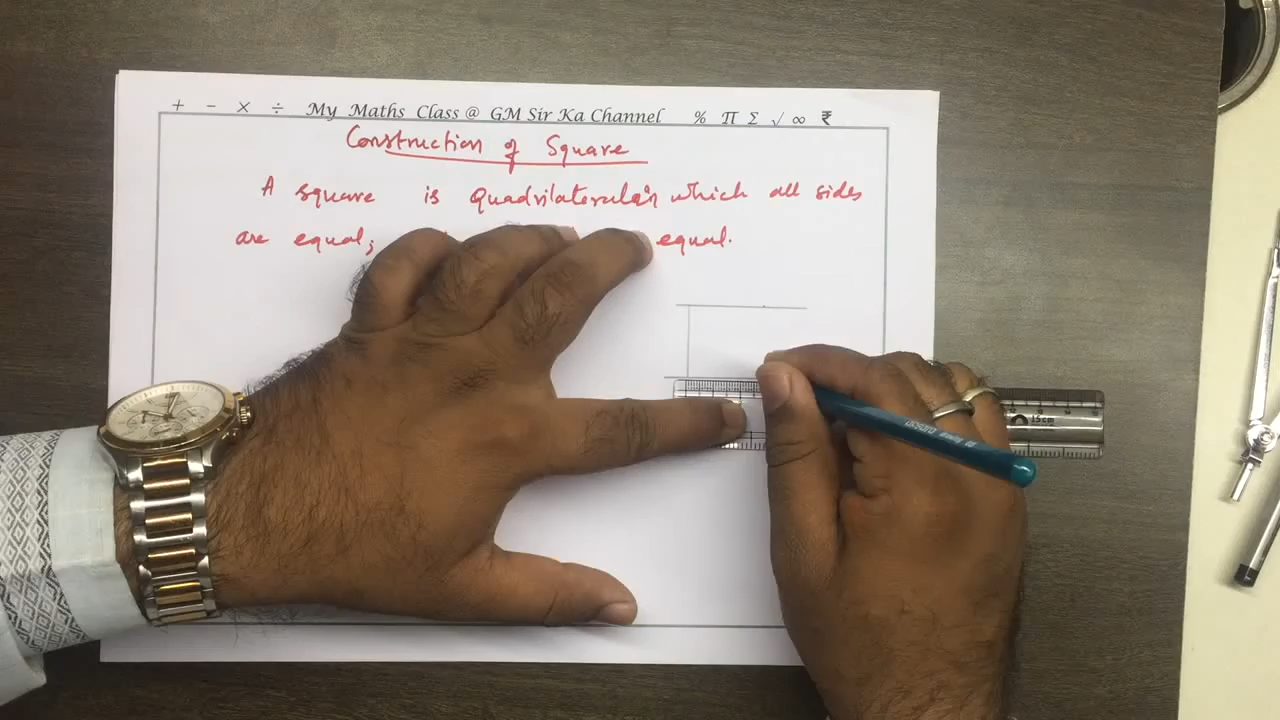 + - × ÷ My Maths Class @ GM Sir Ka Channel % Π Σ √ ∞ ₹
Construction of Square
A square is Quadrilateral in which all sides
are equal; equal.
15cm